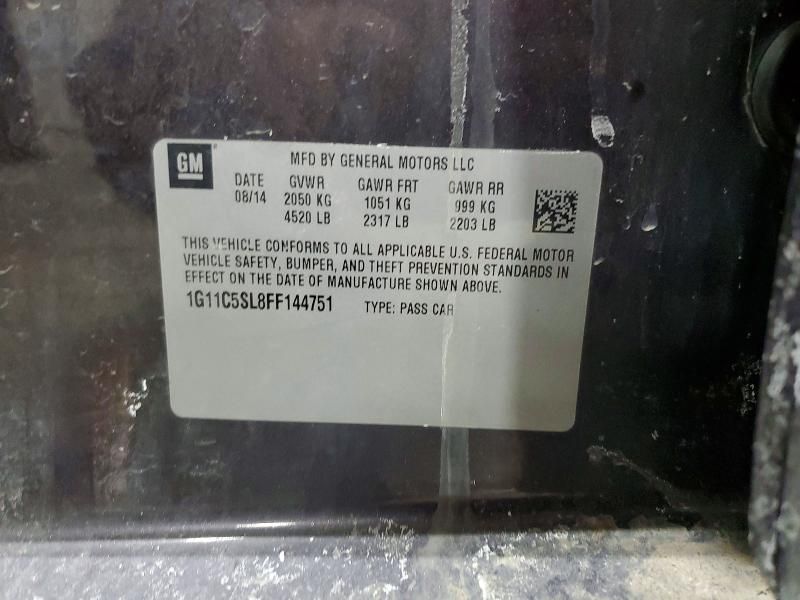 GM MFD BY GENERAL MOTORS LLC
DATE GVWR GAWR FRT GAWR RR
08/14 2050 KG 1051 KG 999 KG
4520 LB 2317 LB 2203 LB
THIS VEHICLE CONFORMS TO ALL APPLICABLE U.S. FEDERAL MOTOR
VEHICLE SAFETY, BUMPER, AND THEFT PREVENTION STANDARDS IN
EFFECT ON THE DATE OF MANUFACTURE SHOWN ABOVE.
1G11C5SL8FF144751 TYPE: PASS CAR